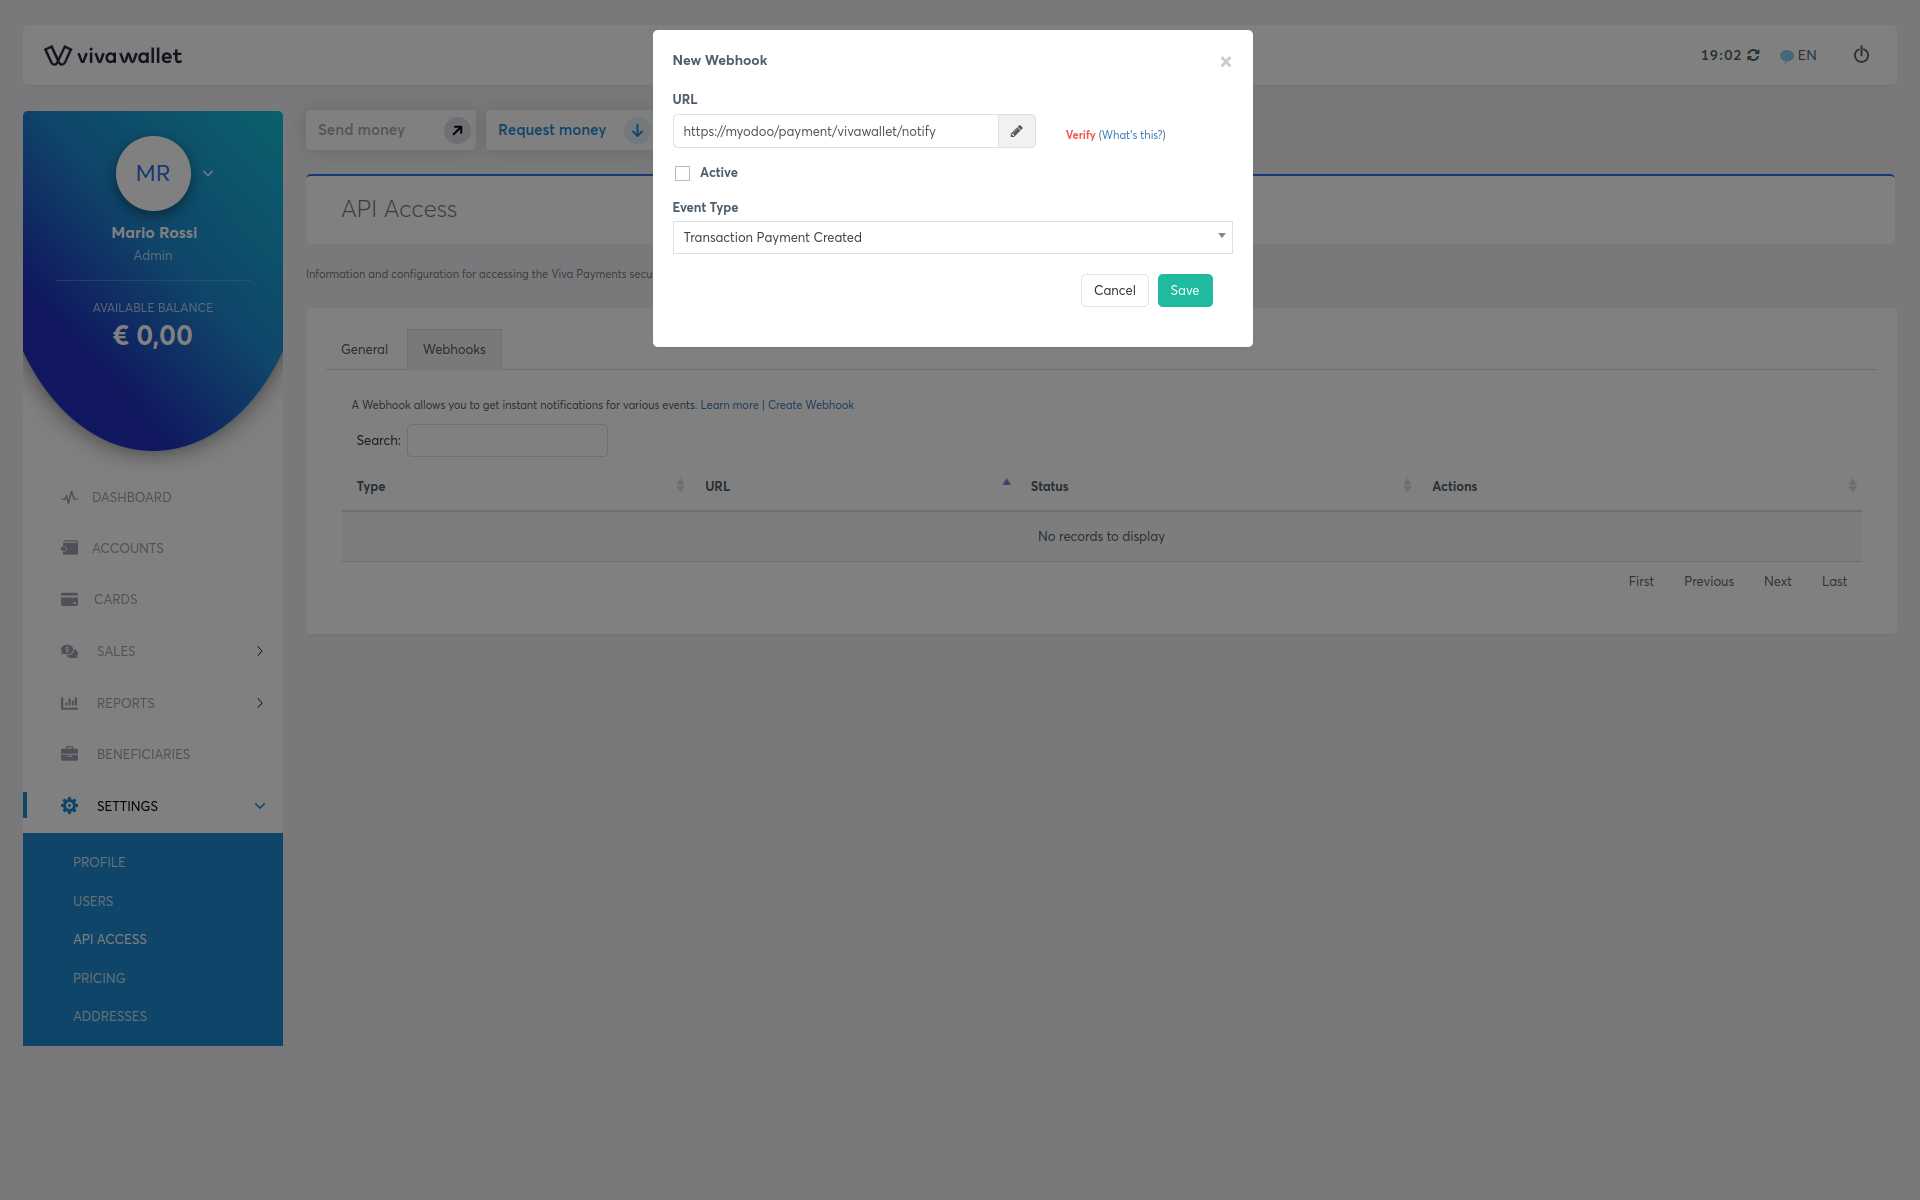 vivawallet
19:02
EN
New Webhook
×
URL
https://myodoo/payment/vivawallet/notify
Verify (What's this?)
Active
Event Type
Transaction Payment Created
Cancel
Save
Send money
Request money
API Access
Information and configuration for accessing the Viva Payments secu
General
Webhooks
A Webhook allows you to get instant notifications for various events. Learn more | Create Webhook
Search:
Type
URL
Status
Actions
No records to display
First
Previous
Next
Last
MR
Mario Rossi
Admin
AVAILABLE BALANCE
€ 0,00
DASHBOARD
ACCOUNTS
CARDS
SALES
REPORTS
BENEFICIARIES
SETTINGS
PROFILE
USERS
API ACCESS
PRICING
ADDRESSES